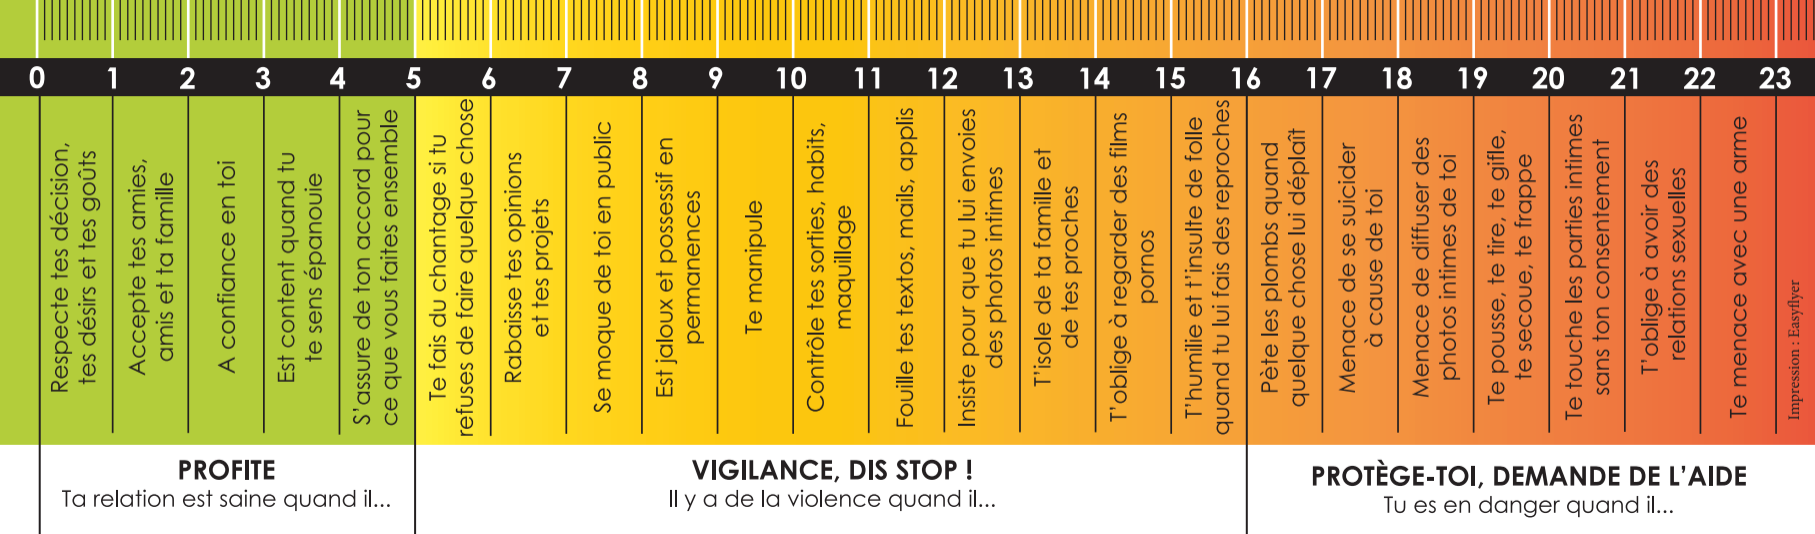 0 1 2 3 4 5 6 7 8 9 10 11 12 13 14 15 16 17 18 19 20 21 22 23
Respecte tes décision,
tes désirs et tes goûts
Accepte tes amies,
amis et ta famille
A confiance en toi
Est content quand tu
te sens épanouie
S'assure de ton accord pour
ce que vous faites ensemble
Te fais du chantage si tu
refuses de faire quelque chose
Rabaisse tes opinions
et tes projets
Se moque de toi en public
Est jaloux et possessif en
permanences
Te manipule
Contrôle tes sorties, habits,
maquillage
Fouille tes textos, mails, applis
Insiste pour que tu lui envoies
des photos intimes
T'isole de ta famille et
de tes proches
T'oblige à regarder des films
pornos
T'humilie et t'insulte de folle
quand tu lui fais des reproches
Pète les plombs quand
quelque chose lui déplaît
Menace de se suicider
à cause de toi
Menace de diffuser des
photos intimes de toi
Te pousse, te tire, te gifle,
te secoue, te frappe
Te touche les parties intimes
sans ton consentement
T'oblige à avoir des
relations sexuelles
Te menace avec une arme
Impression : Easyflyer
PROFITE
Ta relation est saine quand il...
VIGILANCE, DIS STOP !
Il y a de la violence quand il...
PROTÈGE-TOI, DEMANDE DE L'AIDE
Tu es en danger quand il...